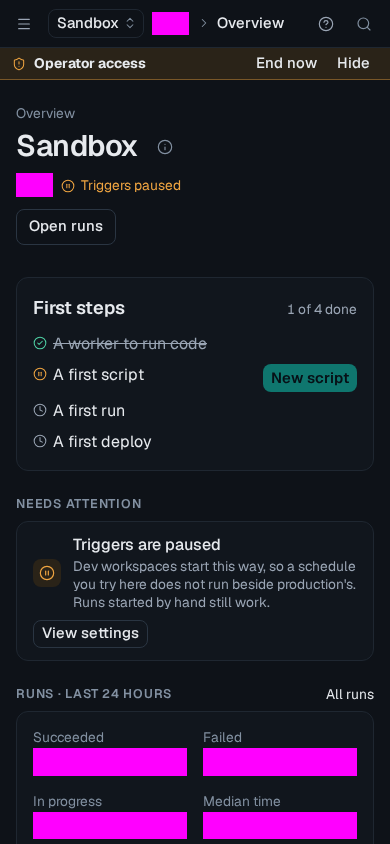 Sandbox
Overview
Operator access
End now
Hide
Overview
Sandbox
Triggers paused
Open runs
First steps
1 of 4 done
A worker to run code
A first script
New script
A first run
A first deploy
NEEDS ATTENTION
Triggers are paused
Dev workspaces start this way, so a schedule
you try here does not run beside production's.
Runs started by hand still work.
View settings
RUNS · LAST 24 HOURS
All runs
Succeeded
Failed
In progress
Median time